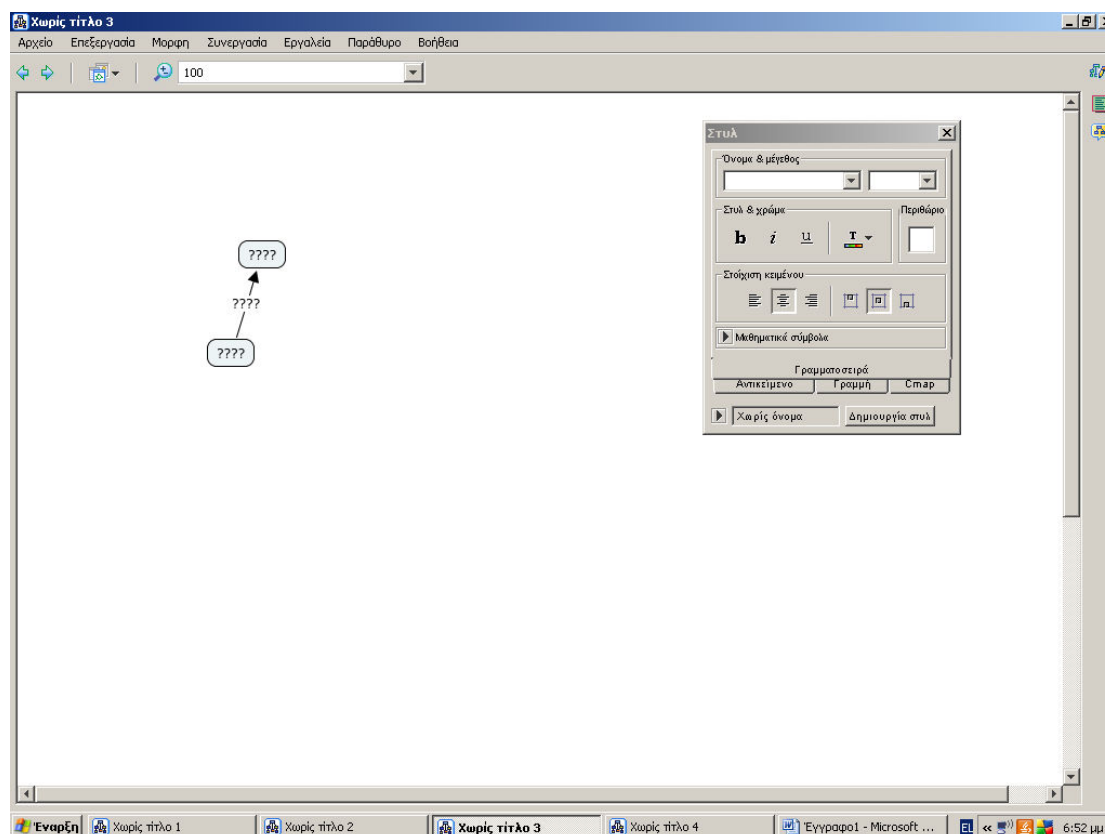 Χωρίς τίτλο 3
Αρχείο Επεξεργασία Μορφη Συνεργασία Εργαλεία Παράθυρο Βοήθεια
100
Στυλ
Όνομα & μέγεθος
Στυλ & χρώμα Περιθώριο
b i u T
Στοίχιση κειμένου
Μαθηματικά σύμβολα
Γραμματοσειρά
Αντικείμενο Γραμμή Cmap
Χωρίς όνομα Δημιουργία στυλ
????
????
????
Έναρξη Χωρίς τίτλο 1 Χωρίς τίτλο 2 Χωρίς τίτλο 3 Χωρίς τίτλο 4 Έγγραφο1 - Microsoft ... EL « 6:52 μμ